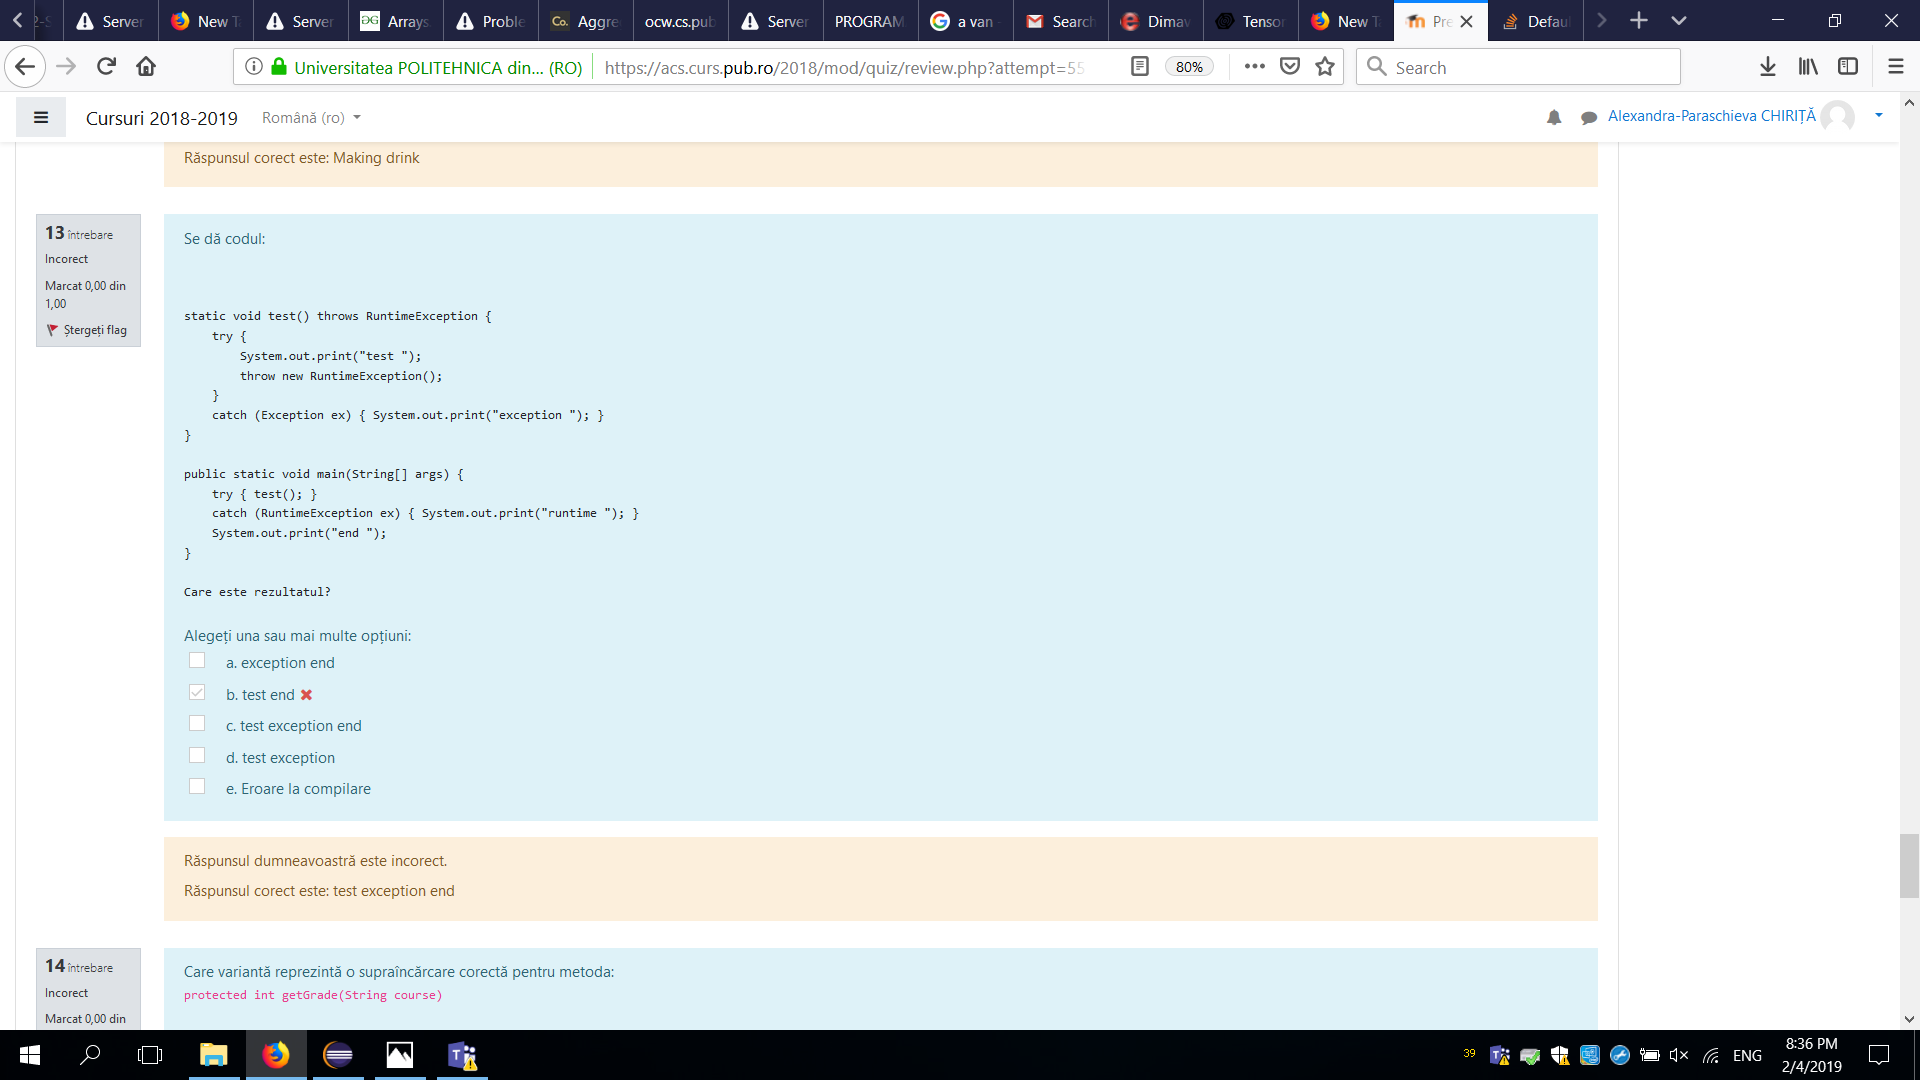 Server
New T
Server
Arrays
Proble
Co. Aggre
ocw.cs.pub
Server
PROGRAM
a van
Search
Dimav
Tensor
New T
Pre
Defau
Universitatea POLITEHNICA din... (RO)
https://acs.curs.pub.ro/2018/mod/quiz/review.php?attempt=55
80%
Search
Cursuri 2018-2019
Română (ro)
Alexandra-Paraschieva CHIRIȚĂ
Răspunsul corect este: Making drink
13 întrebare
Incorect
Marcat 0,00 din
1,00
Ștergeți flag
Se dă codul:
static void test() throws RuntimeException {
try {
System.out.print("test ");
throw new RuntimeException();
}
catch (Exception ex) { System.out.print("exception "); }
}
public static void main(String[] args) {
try { test(); }
catch (RuntimeException ex) { System.out.print("runtime "); }
System.out.print("end ");
}
Care este rezultatul?
Alegeți una sau mai multe opțiuni:
a. exception end
b. test end
c. test exception end
d. test exception
e. Eroare la compilare
Răspunsul dumneavoastră este incorect.
Răspunsul corect este: test exception end
14 întrebare
Incorect
Marcat 0,00 din
Care variantă reprezintă o supraîncărcare corectă pentru metoda:
protected int getGrade(String course)
39
ENG
8:36 PM
2/4/2019